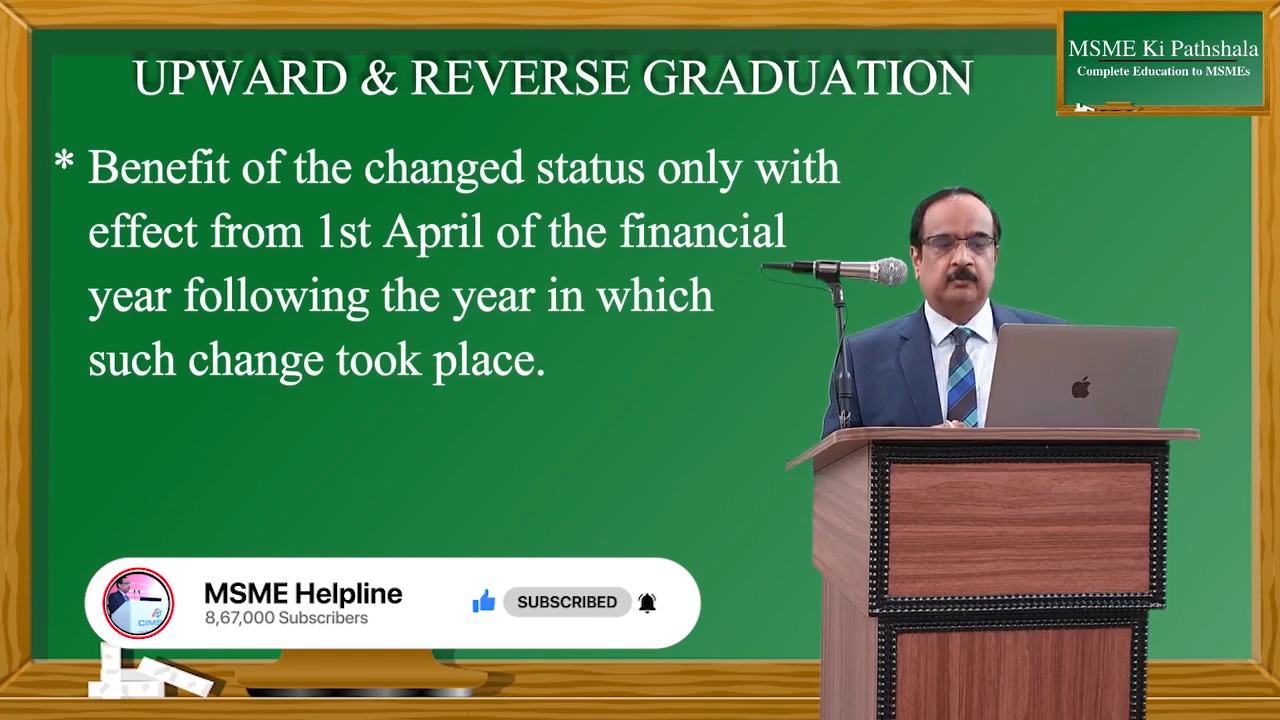 UPWARD & REVERSE GRADUATION
MSME Ki Pathshala
Complete Education to MSMEs
* Benefit of the changed status only with
effect from 1st April of the financial
year following the year in which
such change took place.
MSME Helpline
8,67,000 Subscribers
SUBSCRIBED
CIM